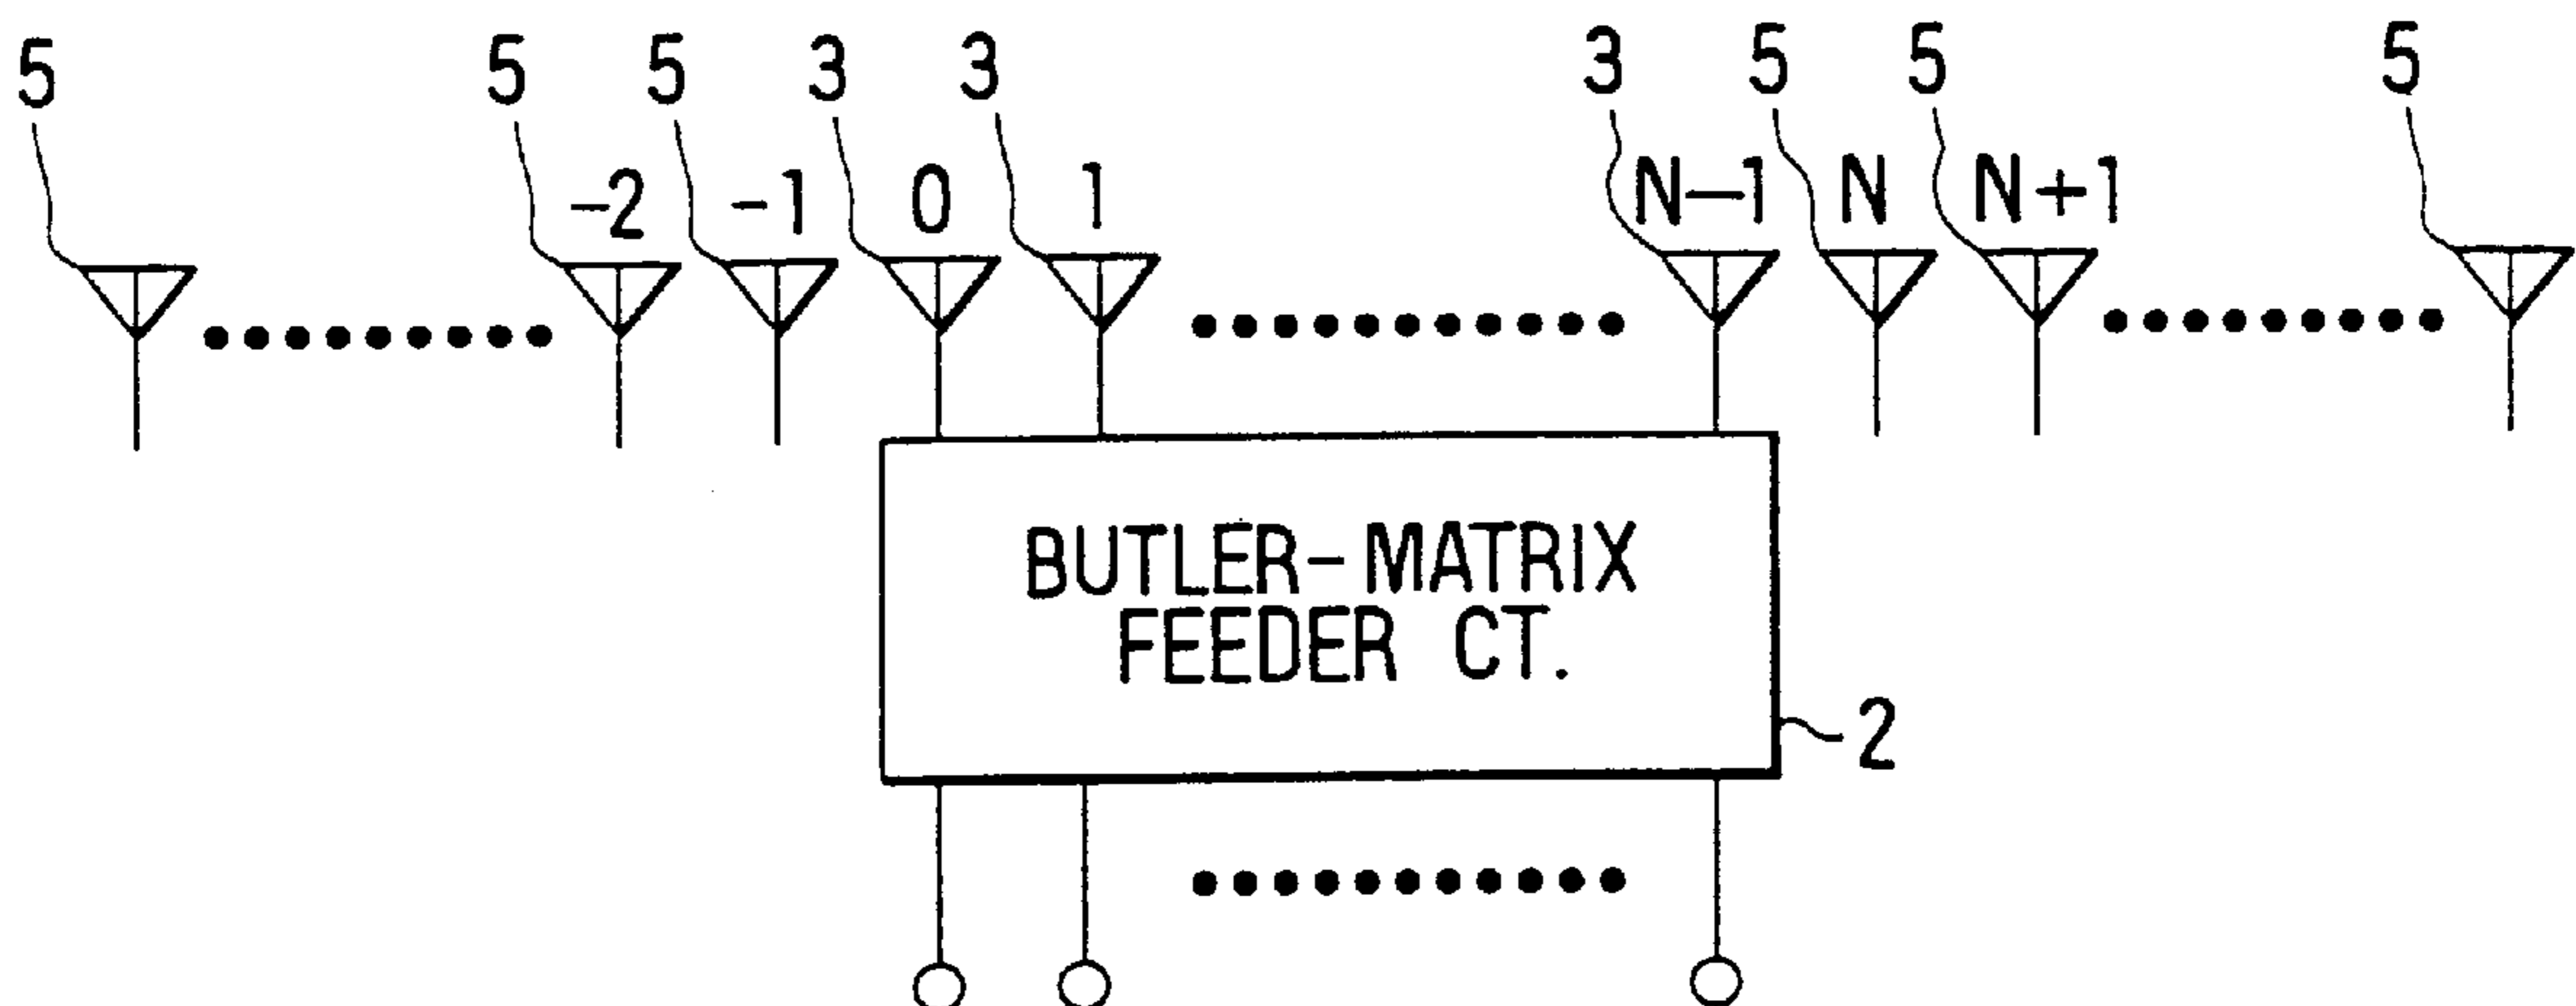 5 5 5 3 3 3 5 5 5
-2 -1 0 1 N-1 N N+1
BUTLER-MATRIX
FEEDER CT.
2